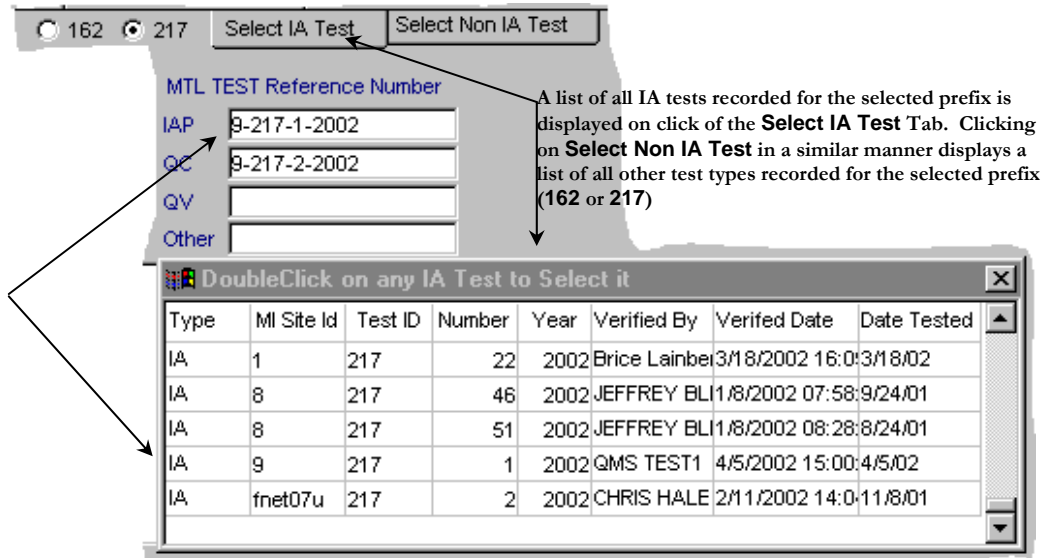 162 217 Select IA Test Select Non IA Test
MTL TEST Reference Number
IAP 9-217-1-2002
QC 9-217-2-2002
QV
Other
A list of all IA tests recorded for the selected prefix is
displayed on click of the Select IA Test Tab. Clicking
on Select Non IA Test in a similar manner displays a
list of all other test types recorded for the selected prefix
(162 or 217)
DoubleClick on any IA Test to Select it
Type MI Site Id Test ID Number Year Verified By Verifed Date Date Tested
IA 1 217 22 2002 Brice Lainber 3/18/2002 16:0 3/18/02
IA 8 217 46 2002 JEFFREY BLI 1/8/2002 07:58: 9/24/01
IA 8 217 51 2002 JEFFREY BLI 1/8/2002 08:28: 8/24/01
IA 9 217 1 2002 QMS TEST1 4/5/2002 15:00: 4/5/02
IA fnet07u 217 2 2002 CHRIS HALE 2/11/2002 14:0 11/8/01